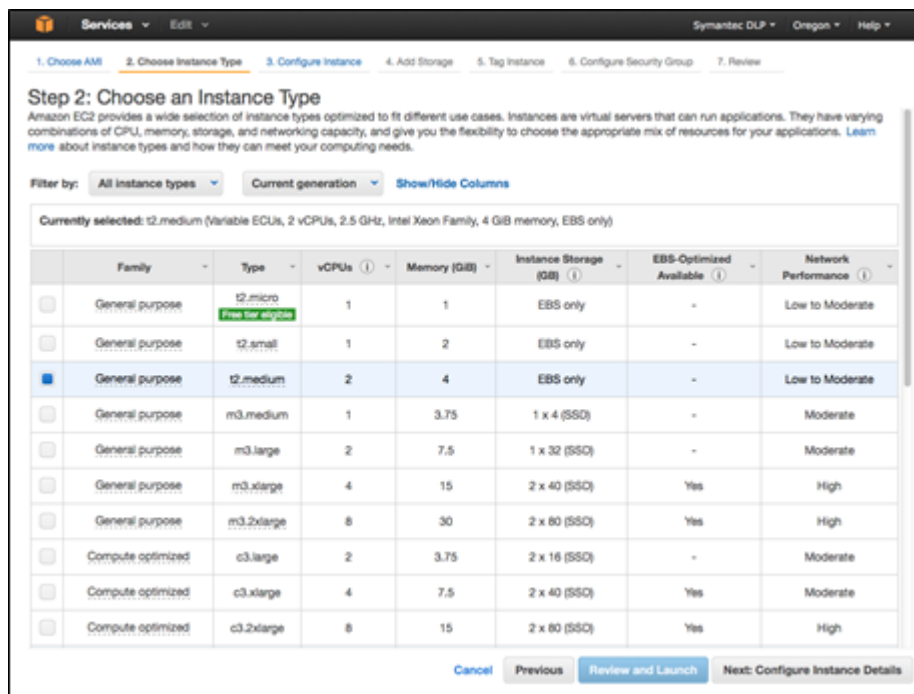 Services Edit Symantec DLP Oregon Help
1. Choose AMI 2. Choose Instance Type 3. Configure Instance 4. Add Storage 5. Tag Instance 6. Configure Security Group 7. Review
Step 2: Choose an Instance Type
Amazon EC2 provides a wide selection of instance types optimized to fit different use cases. Instances are virtual servers that can run applications. They have varying
combinations of CPU, memory, storage, and networking capacity, and give you the flexibility to choose the appropriate mix of resources for your applications. Learn
more about instance types and how they can meet your computing needs.
Filter by: All instance types Current generation Show/Hide Columns
Currently selected: t2.medium (Variable ECUs, 2 vCPUs, 2.5 GHz, Intel Xeon Family, 4 GiB memory, EBS only)
Family Type vCPUs Memory (GiB) Instance Storage (GB) EBS-Optimized Available Network Performance
General purpose t2.micro Free tier eligible 1 1 EBS only - Low to Moderate
General purpose t2.small 1 2 EBS only - Low to Moderate
General purpose t2.medium 2 4 EBS only - Low to Moderate
General purpose m3.medium 1 3.75 1 x 4 (SSD) - Moderate
General purpose m3.large 2 7.5 1 x 32 (SSD) - Moderate
General purpose m3.xlarge 4 15 2 x 40 (SSD) Yes High
General purpose m3.2xlarge 8 30 2 x 80 (SSD) Yes High
Compute optimized c3.large 2 3.75 2 x 16 (SSD) - Moderate
Compute optimized c3.xlarge 4 7.5 2 x 40 (SSD) Yes Moderate
Compute optimized c3.2xlarge 8 15 2 x 80 (SSD) Yes High
Cancel Previous Review and Launch Next: Configure Instance Details